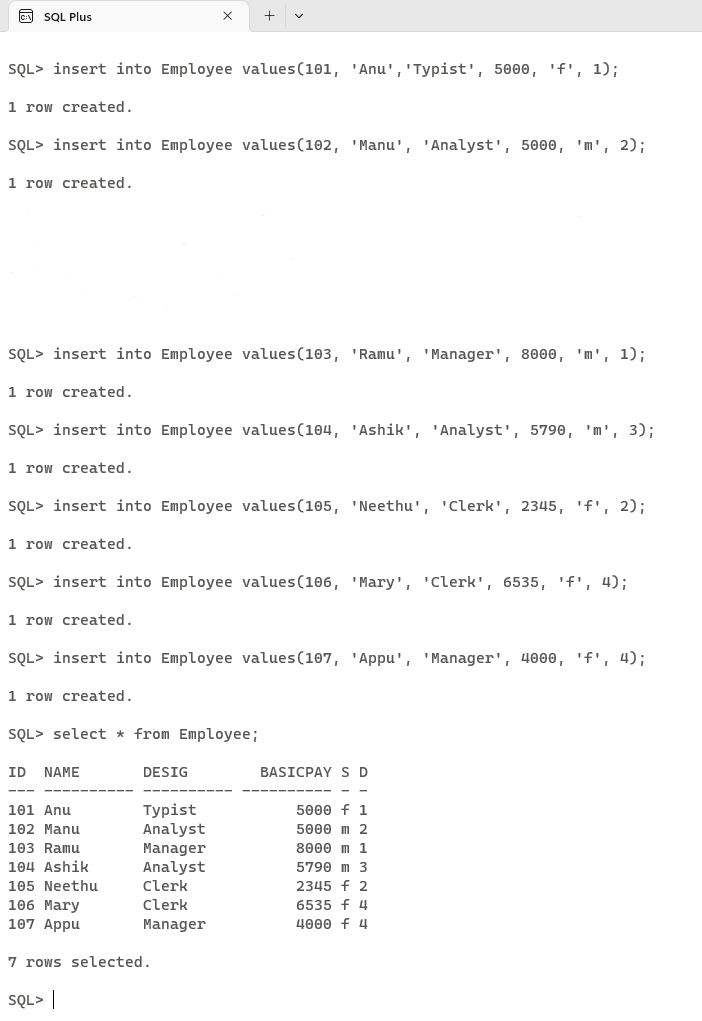 SQL Plus
SQL> insert into Employee values(101, 'Anu','Typist', 5000, 'f', 1);
1 row created.
SQL> insert into Employee values(102, 'Manu', 'Analyst', 5000, 'm', 2);
1 row created.
SQL> insert into Employee values(103, 'Ramu', 'Manager', 8000, 'm', 1);
1 row created.
SQL> insert into Employee values(104, 'Ashik', 'Analyst', 5790, 'm', 3);
1 row created.
SQL> insert into Employee values(105, 'Neethu', 'Clerk', 2345, 'f', 2);
1 row created.
SQL> insert into Employee values(106, 'Mary', 'Clerk', 6535, 'f', 4);
1 row created.
SQL> insert into Employee values(107, 'Appu', 'Manager', 4000, 'f', 4);
1 row created.
SQL> select * from Employee;
ID  NAME       DESIG        BASICPAY S D
--- ---------- ---------- ---------- - -
101 Anu        Typist           5000 f 1
102 Manu       Analyst          5000 m 2
103 Ramu       Manager          8000 m 1
104 Ashik      Analyst          5790 m 3
105 Neethu     Clerk            2345 f 2
106 Mary       Clerk            6535 f 4
107 Appu       Manager          4000 f 4
7 rows selected.
SQL>